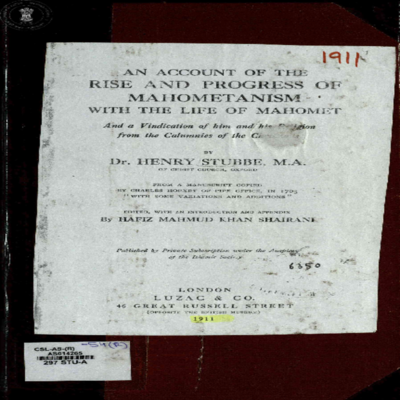 1911
AN ACCOUNT OF THE
RISE AND PROGRESS OF
MAHOMETANISM
WITH THE LIFE OF MAHOMET
And a Vindication of him and his
from the Calumnies of the
BY
Dr. HENRY STUBBE, M.A.
OF CHRIST CHURCH, OXFORD
FROM A MANUSCRIPT COPIED
BY CHARLES HORNBY OF PIPE OFFICE, IN 1705
"WITH SOME VARIATIONS AND ADDITIONS"
EDITED, WITH AN INTRODUCTION AND APPENDIX
By HAFIZ MAHMUD KHAN SHAIRANI
Published by Private Subscription under the Auspices
of the Islamic Society
6350
LONDON
LUZAC & CO.
46 GREAT RUSSELL STREET
(OPPOSITE THE BRITISH MUSEUM)
1911
CSL-AS-(R)
AS014265
297 STU-A